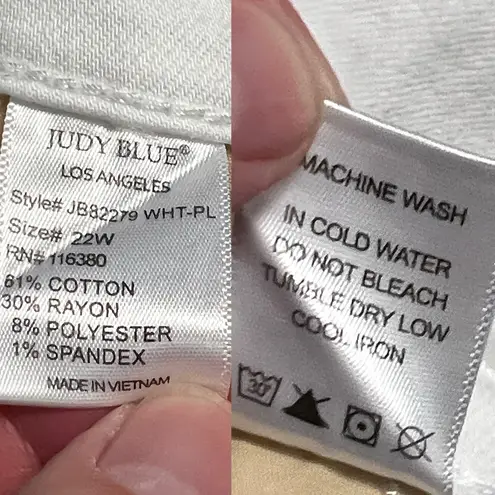 JUDY BLUE®
LOS ANGELES
Style# JB82279 WHT-PL
Size# 22W
RN# 116380
61% COTTON
30% RAYON
8% POLYESTER
1% SPANDEX
MADE IN VIETNAM
MACHINE WASH
IN COLD WATER
DO NOT BLEACH
TUMBLE DRY LOW
COOL IRON
30°